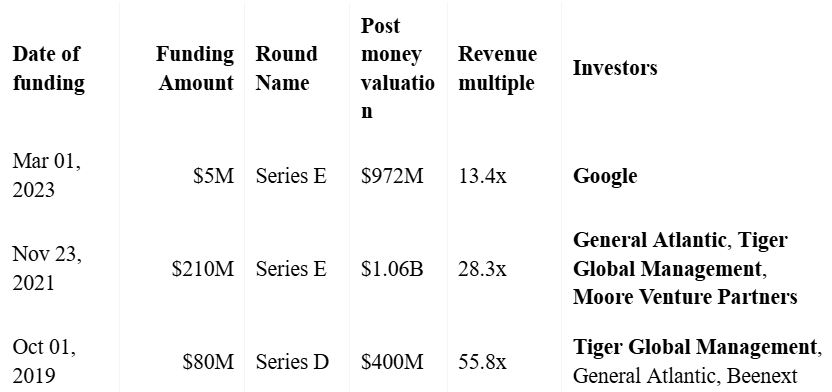 Date of funding	Funding Amount	Round Name	Post money valuatio n	Revenue multiple	Investors
Mar 01, 2023	$5M	Series E	$972M	13.4x	Google
Nov 23, 2021	$210M	Series E	$1.06B	28.3x	General Atlantic, Tiger Global Management, Moore Venture Partners
Oct 01, 2019	$80M	Series D	$400M	55.8x	Tiger Global Management, General Atlantic, Beenext